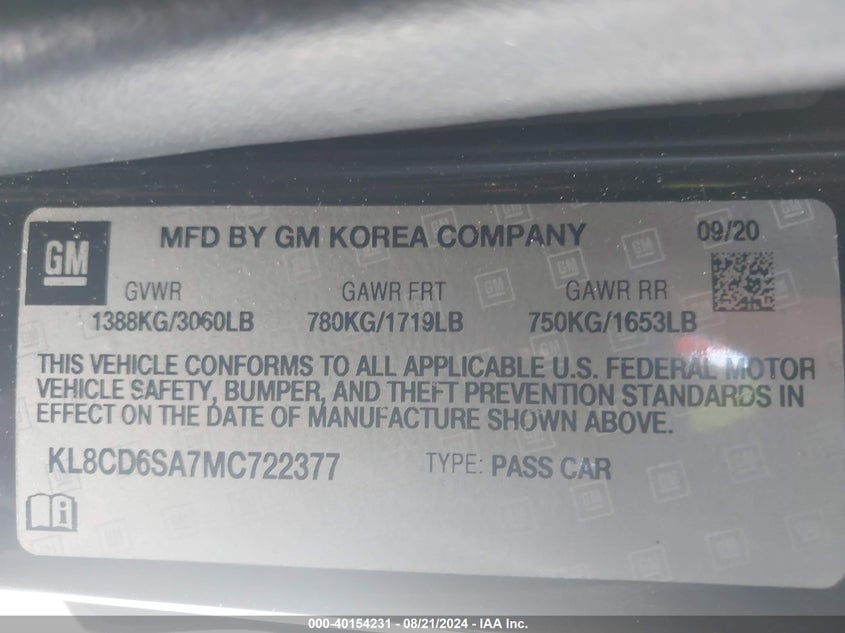 GM
MFD BY GM KOREA COMPANY 09/20
GVWR GAWR FRT GAWR RR
1388KG/3060LB 780KG/1719LB 750KG/1653LB
THIS VEHICLE CONFORMS TO ALL APPLICABLE U.S. FEDERAL MOTOR
VEHICLE SAFETY, BUMPER, AND THEFT PREVENTION STANDARDS IN
EFFECT ON THE DATE OF MANUFACTURE SHOWN ABOVE.
KL8CD6SA7MC722377 TYPE: PASS CAR
000-40154231 - 08/21/2024 - IAA Inc.